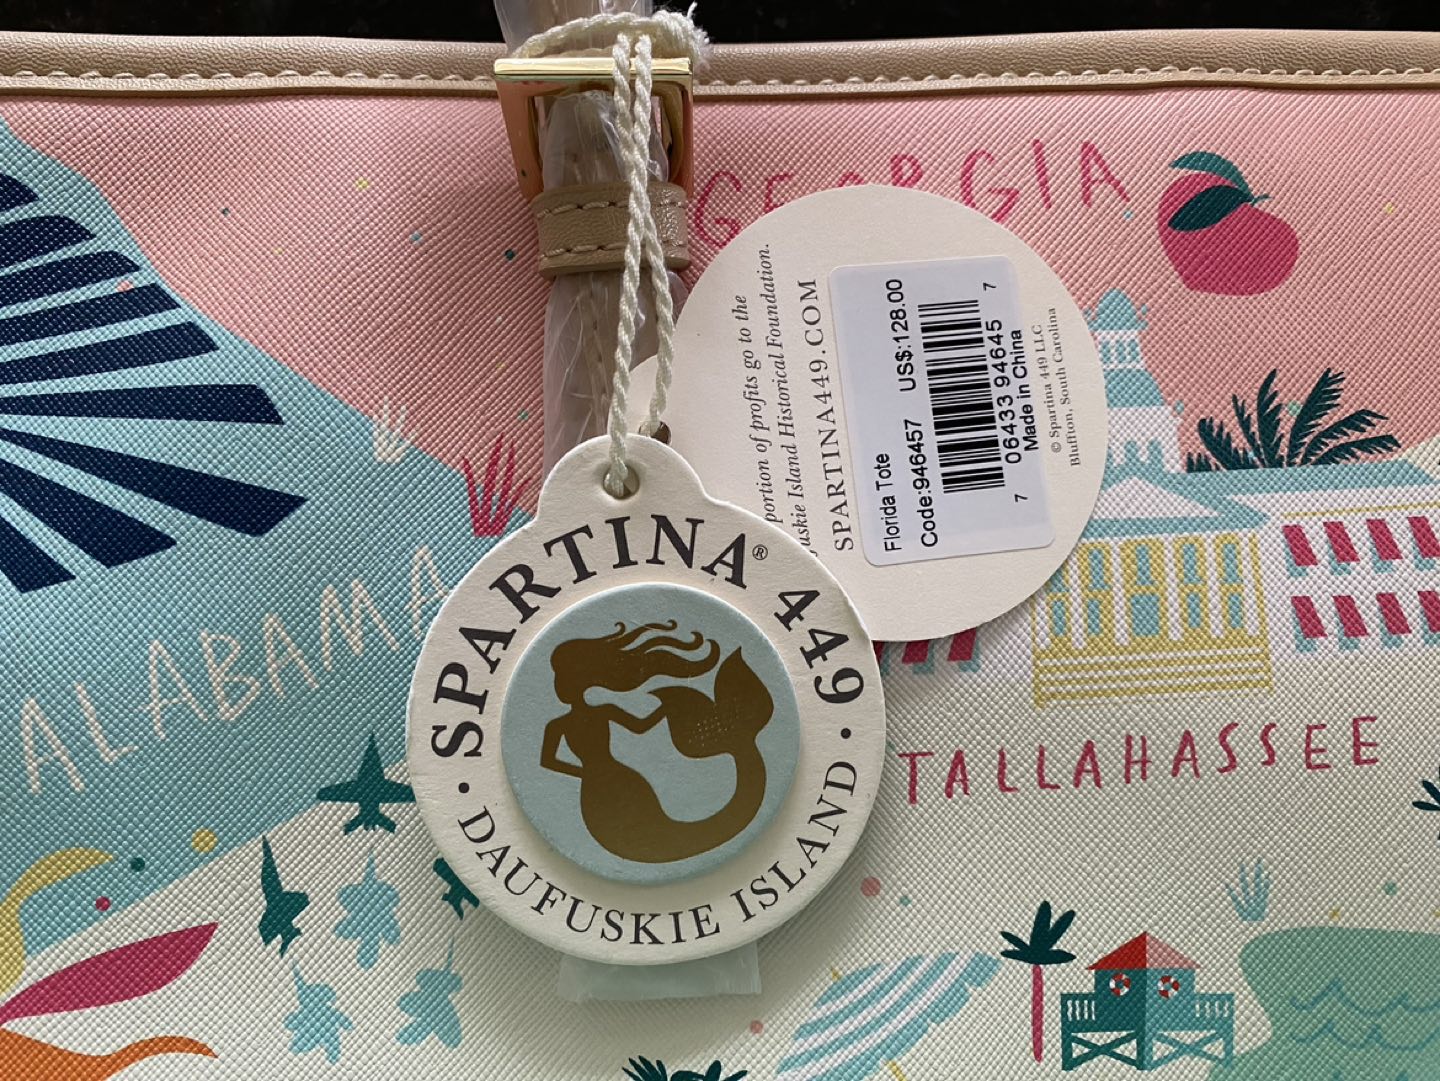 GEORGIA
ALABAMA
TALLAHASSEE
SPARTINA 449
®
DAUFUSKIE ISLAND
portion of profits go to the
Island Historical Foundation.
SPARTINA449.COM
Florida Tote US$:128.00
Code:946457
7 06433 94645 7
Made in China
© Spartina 449 LLC
Bluffton, South Carolina